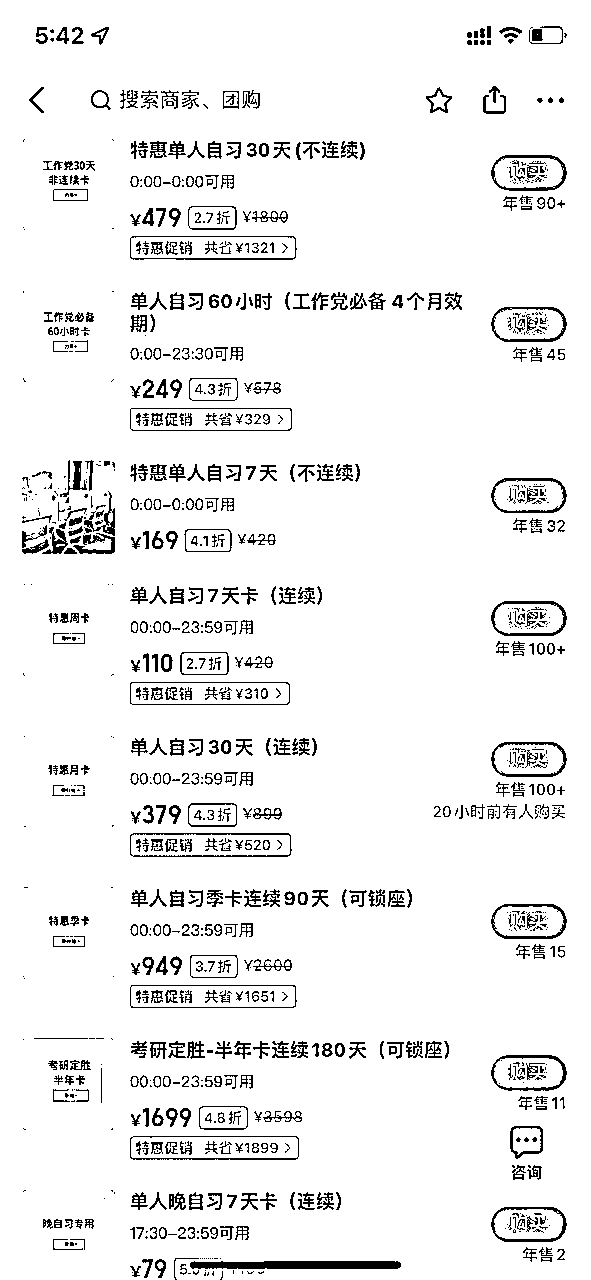 5:42
搜索商家、团购
工作党30天
非连续卡
特惠单人自习30天(不连续)
0:00-0:00可用
¥479 2.7折 ¥1800
特惠促销 共省¥1321 >
购买
年售90+
工作党必备
60小时卡
单人自习60小时（工作党必备 4个月效
期）
0:00-23:30可用
¥249 4.3折 ¥578
特惠促销 共省¥329 >
购买
年售45
特惠单人自习7天（不连续）
0:00-0:00可用
¥169 4.1折 ¥420
购买
年售32
特惠周卡
单人自习7天卡（连续）
00:00-23:59可用
¥110 2.7折 ¥420
特惠促销 共省¥310 >
购买
年售100+
特惠月卡
单人自习30天（连续）
00:00-23:59可用
¥379 4.3折 ¥899
特惠促销 共省¥520 >
购买
年售100+
20小时前有人购买
特惠季卡
单人自习季卡连续90天（可锁座）
00:00-23:59可用
¥949 3.7折 ¥2600
特惠促销 共省¥1651 >
购买
年售15
考研定胜
半年卡
考研定胜-半年卡连续180天（可锁座）
00:00-23:59可用
¥1699 4.8折 ¥3598
特惠促销 共省¥1899 >
购买
年售11
咨询
晚自习专用
单人晚自习7天卡（连续）
17:30-23:59可用
¥79
购买
年售2